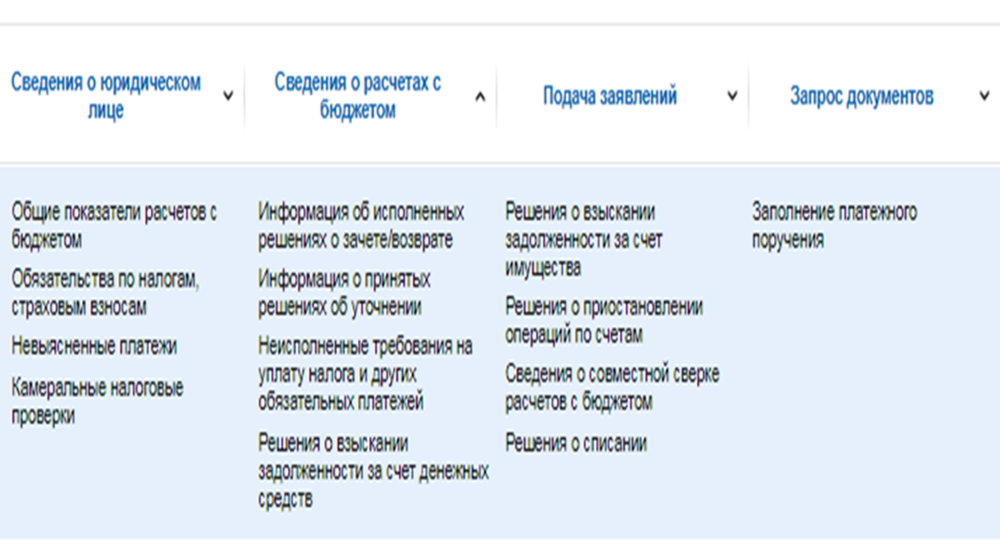 Сведения о юридическом
лице
Сведения о расчетах с
бюджетом
Подача заявлений
Запрос документов
Общие показатели расчетов с
бюджетом
Обязательства по налогам,
страховым взносам
Невыясненные платежи
Камеральные налоговые
проверки
Информация об исполненных
решениях о зачете/возврате
Информация о принятых
решениях об уточнении
Неисполненные требования на
уплату налога и других
обязательных платежей
Решения о взыскании
задолженности за счет денежных
средств
Решения о взыскании
задолженности за счет
имущества
Решения о приостановлении
операций по счетам
Сведения о совместной сверке
расчетов с бюджетом
Решения о списании
Заполнение платежного
поручения